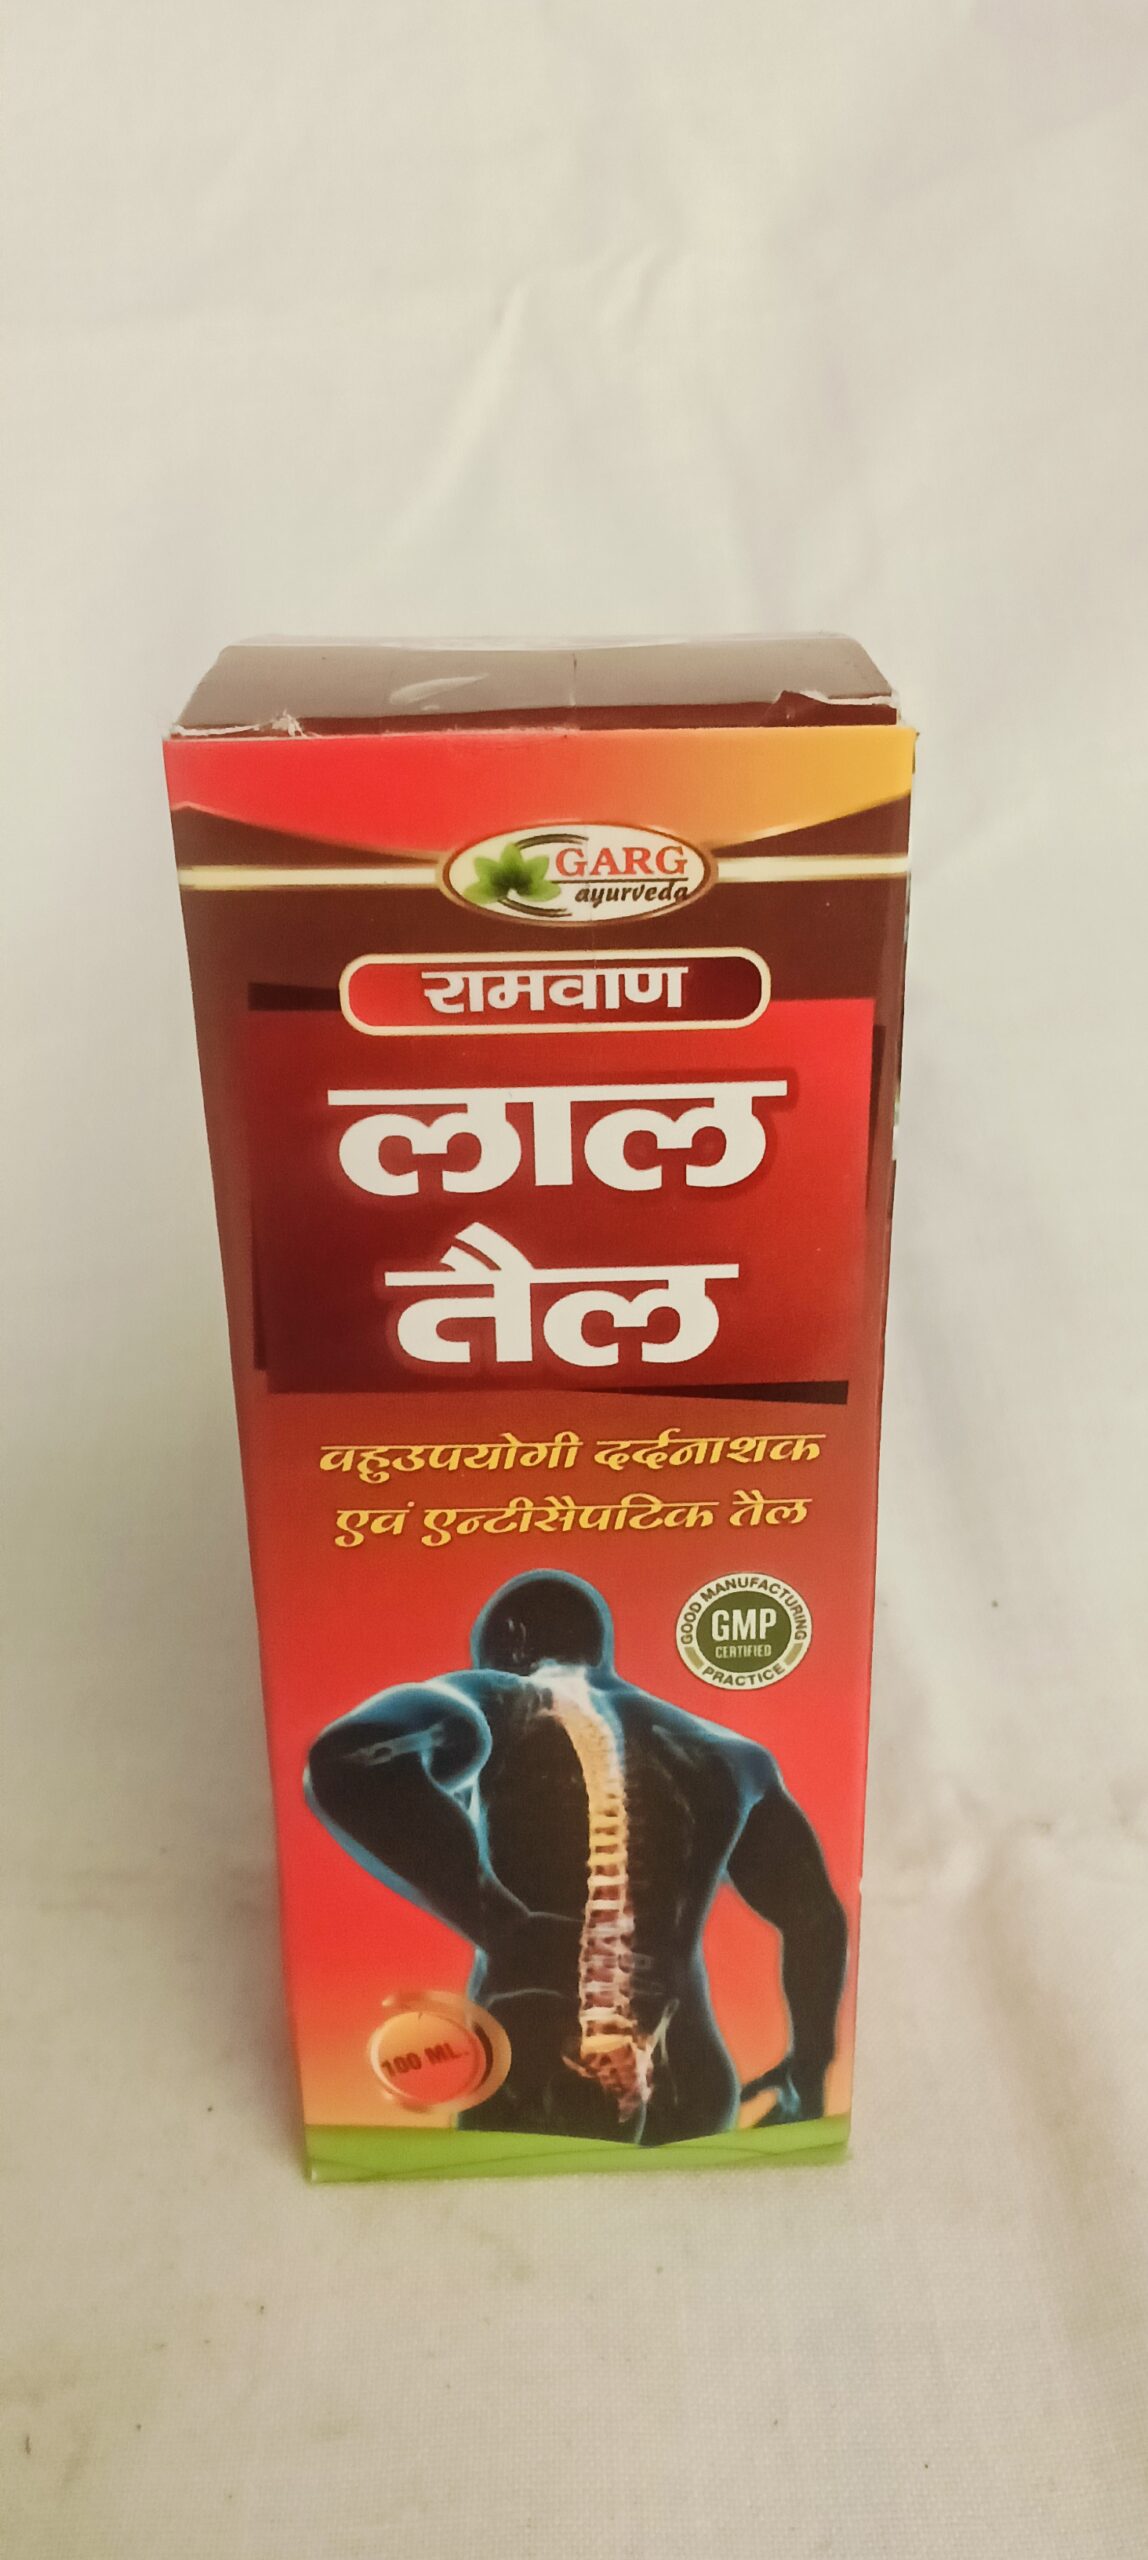 GARG
ayurveda
रामवाण
लाल
तैल
वहुउपयोगी दर्दनाशक
एवं एन्टीसैपटिक तैल
GOOD MANUFACTURING
GMP
CERTIFIED
PRACTICE
100 ML.